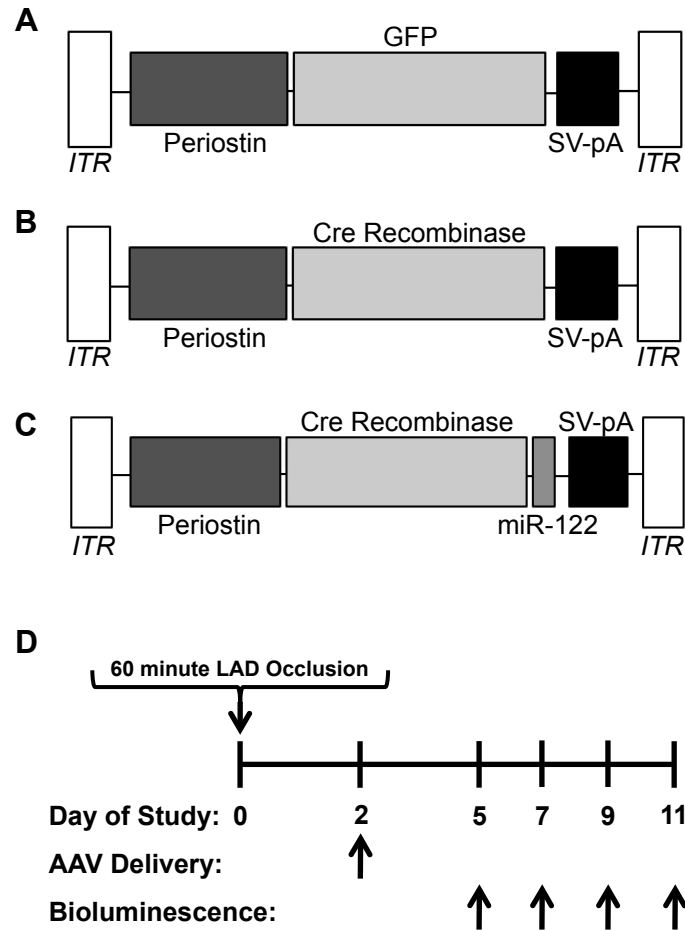 A
GFP
Periostin
SV-pA
ITR
ITR
B
Cre Recombinase
Periostin
SV-pA
ITR
ITR
C
Cre Recombinase
SV-pA
Periostin
miR-122
ITR
ITR
D
60 minute LAD Occlusion
Day of Study: 0 2 5 7 9 11
AAV Delivery:
Bioluminescence: